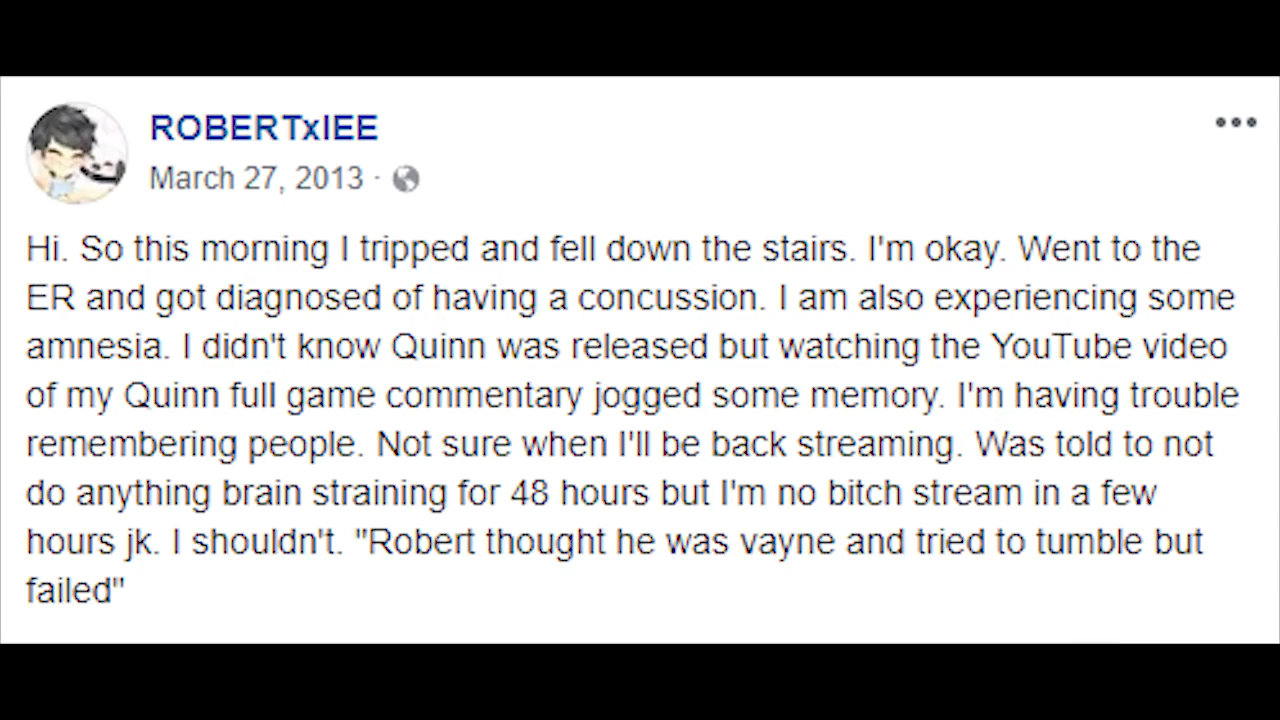 ROBERTxlEE
March 27, 2013 ·
Hi. So this morning I tripped and fell down the stairs. I'm okay. Went to the
ER and got diagnosed of having a concussion. I am also experiencing some
amnesia. I didn't know Quinn was released but watching the YouTube video
of my Quinn full game commentary jogged some memory. I'm having trouble
remembering people. Not sure when I'll be back streaming. Was told to not
do anything brain straining for 48 hours but I'm no bitch stream in a few
hours jk. I shouldn't. "Robert thought he was vayne and tried to tumble but
failed"